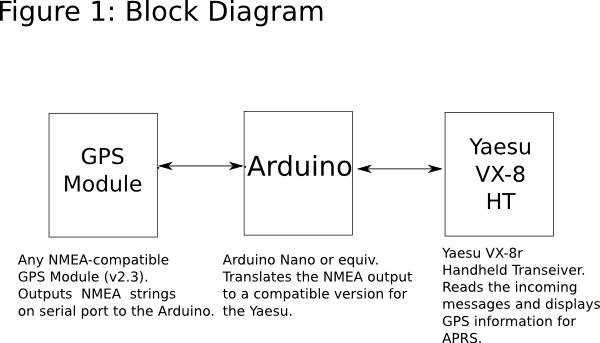 Figure 1: Block Diagram
GPS
Module
Arduino
Yaesu
VX-8
HT
Any NMEA-compatible
GPS Module (v2.3).
Outputs NMEA strings
on serial port to the Arduino.
Arduino Nano or equiv.
Translates the NMEA output
to a compatible version for
the Yaesu.
Yaesu VX-8r
Handheld Transeiver.
Reads the incoming
messages and displays
GPS information for
APRS.